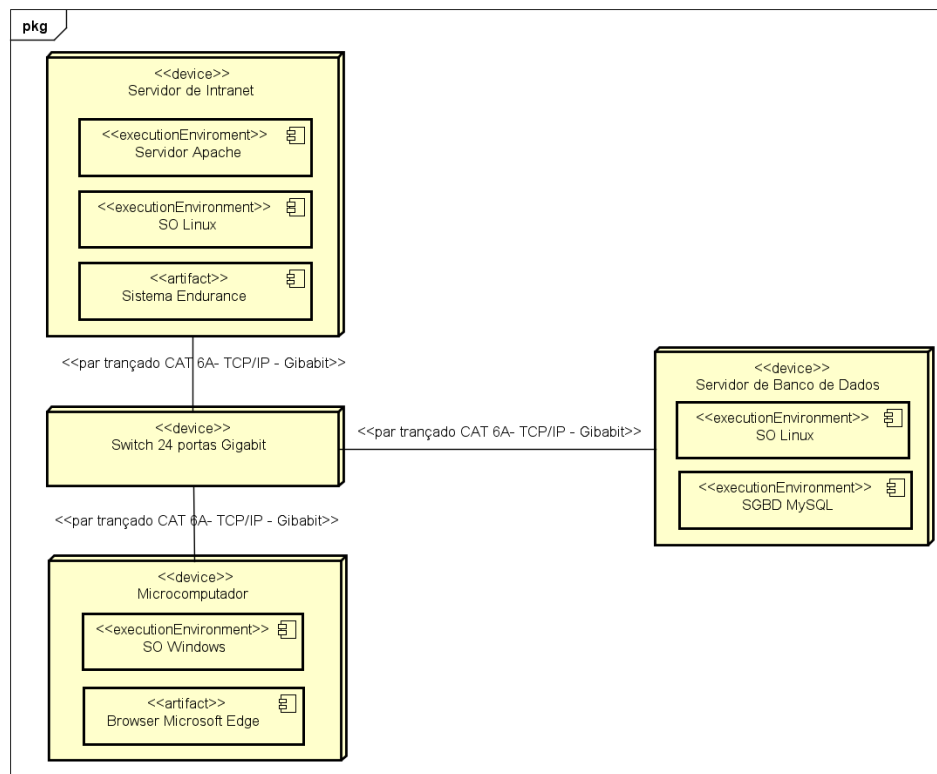 pkg
<<device>>
Servidor de Intranet
<<executionEnviroment>>
Servidor Apache
<<executionEnvironment>>
SO Linux
<<artifact>>
Sistema Endurance
<<par trançado CAT 6A- TCP/IP - Gibabit>>
<<device>>
Switch 24 portas Gigabit
<<par trançado CAT 6A- TCP/IP - Gibabit>>
<<device>>
Servidor de Banco de Dados
<<executionEnvironment>>
SO Linux
<<executionEnvironment>>
SGBD MySQL
<<par trançado CAT 6A- TCP/IP - Gibabit>>
<<device>>
Microcomputador
<<executionEnvironment>>
SO Windows
<<artifact>>
Browser Microsoft Edge